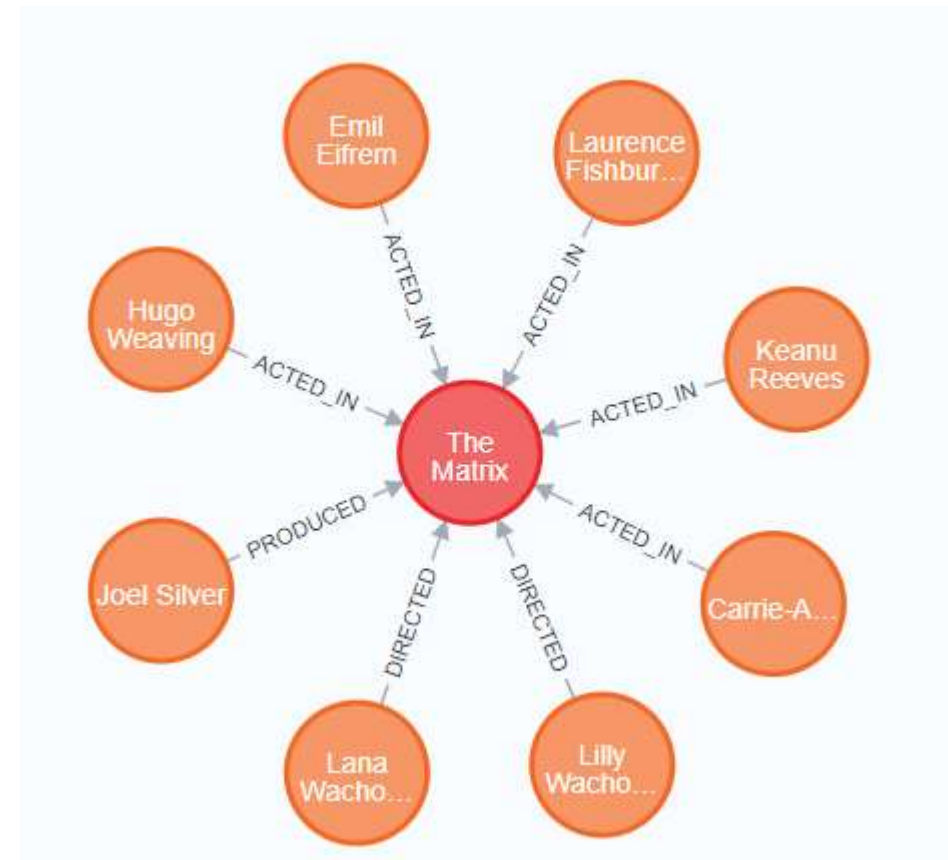 Emil
Eifrem
Laurence
Fishbur...
ACTED_IN
ACTED_IN
Hugo
Weaving
Keanu
Reeves
ACTED_IN
ACTED_IN
The
Matrix
PRODUCED
ACTED_IN
Joel Silver
DIRECTED
DIRECTED
Carrie-A...
Lana
Wacho...
Lilly
Wacho...